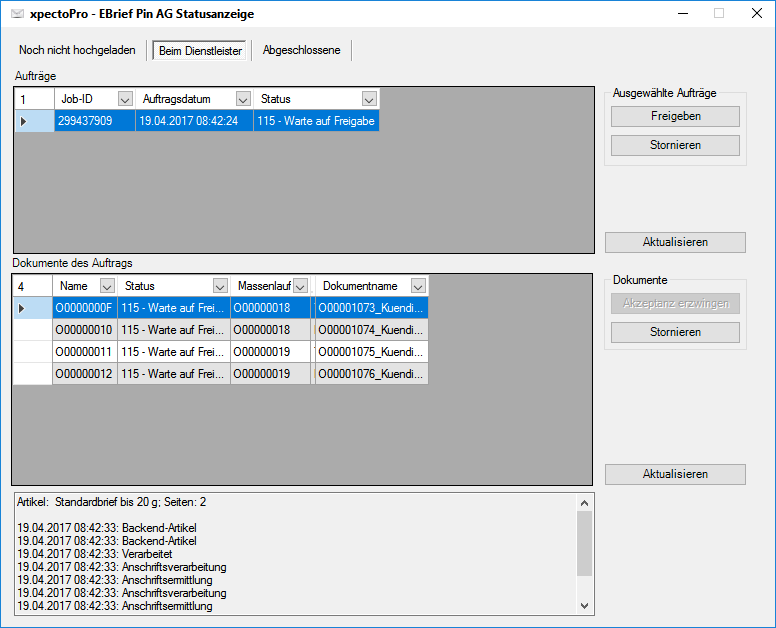 xpectoPro - EBrief Pin AG Statusanzeige
Noch nicht hochgeladen Beim Dienstleister Abgeschlossene
Aufträge
1 Job-ID Auftragsdatum Status
299437909 19.04.2017 08:42:24 115 - Warte auf Freigabe
Ausgewählte Aufträge
Freigeben
Stornieren
Aktualisieren
Dokumente des Auftrags
4 Name Status Massenlauf Dokumentname
O0000000F 115 - Warte auf Frei... O00000018 O00001073_Kuendi...
O00000010 115 - Warte auf Frei... O00000018 O00001074_Kuendi...
O00000011 115 - Warte auf Frei... O00000019 O00001075_Kuendi...
O00000012 115 - Warte auf Frei... O00000019 O00001076_Kuendi...
Dokumente
Akzeptanz erzwingen
Stornieren
Aktualisieren
Artikel: Standardbrief bis 20 g; Seiten: 2
19.04.2017 08:42:33: Backend-Artikel
19.04.2017 08:42:33: Backend-Artikel
19.04.2017 08:42:33: Verarbeitet
19.04.2017 08:42:33: Anschriftsverarbeitung
19.04.2017 08:42:33: Anschriftsermittlung
19.04.2017 08:42:33: Anschriftsverarbeitung
19.04.2017 08:42:33: Anschriftsermittlung